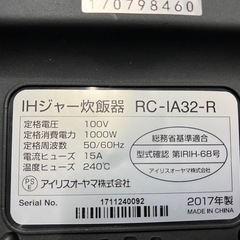 170798460
IHジャー炊飯器 RC-IA32-R
定格電圧： 100V
定格消費電力： 1000W
定格周波数： 50/60Hz
電流ヒューズ： 15A
温度ヒューズ： 240℃
総務省基準適合
型式確認 第IRIH-68号
PS E
アイリスオーヤマ株式会社
アイリスオーヤマ株式会社
Serial No. 1711240092
2017年製
MADE IN CHINA